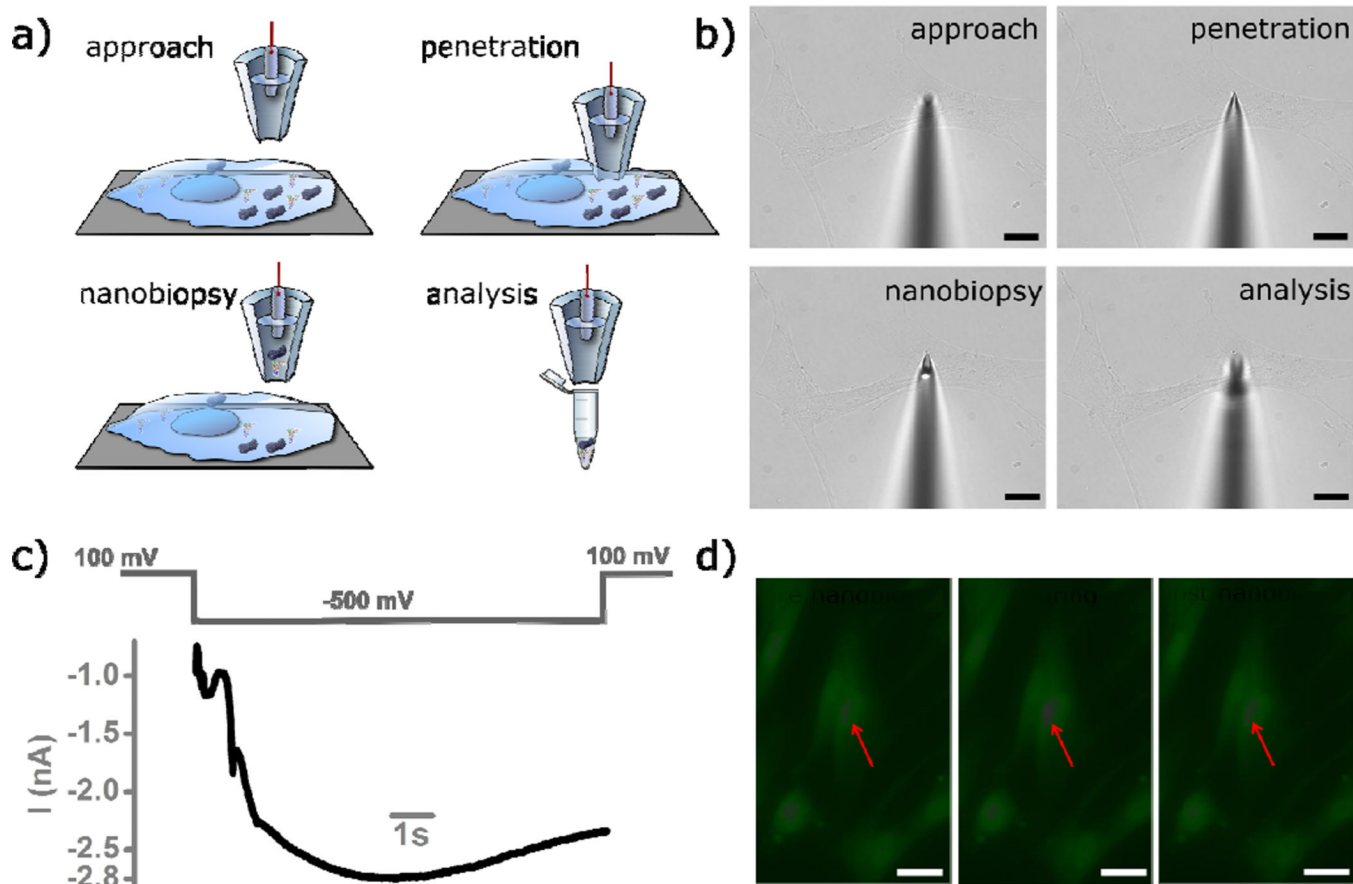 a)
approach
penetration
nanobiopsy
analysis
b)
approach
penetration
nanobiopsy
analysis
c)
100 mV
100 mV
-500 mV
-1.0
-1.5
-2.0
-2.5
-2.8
I (nA)
1s
d)